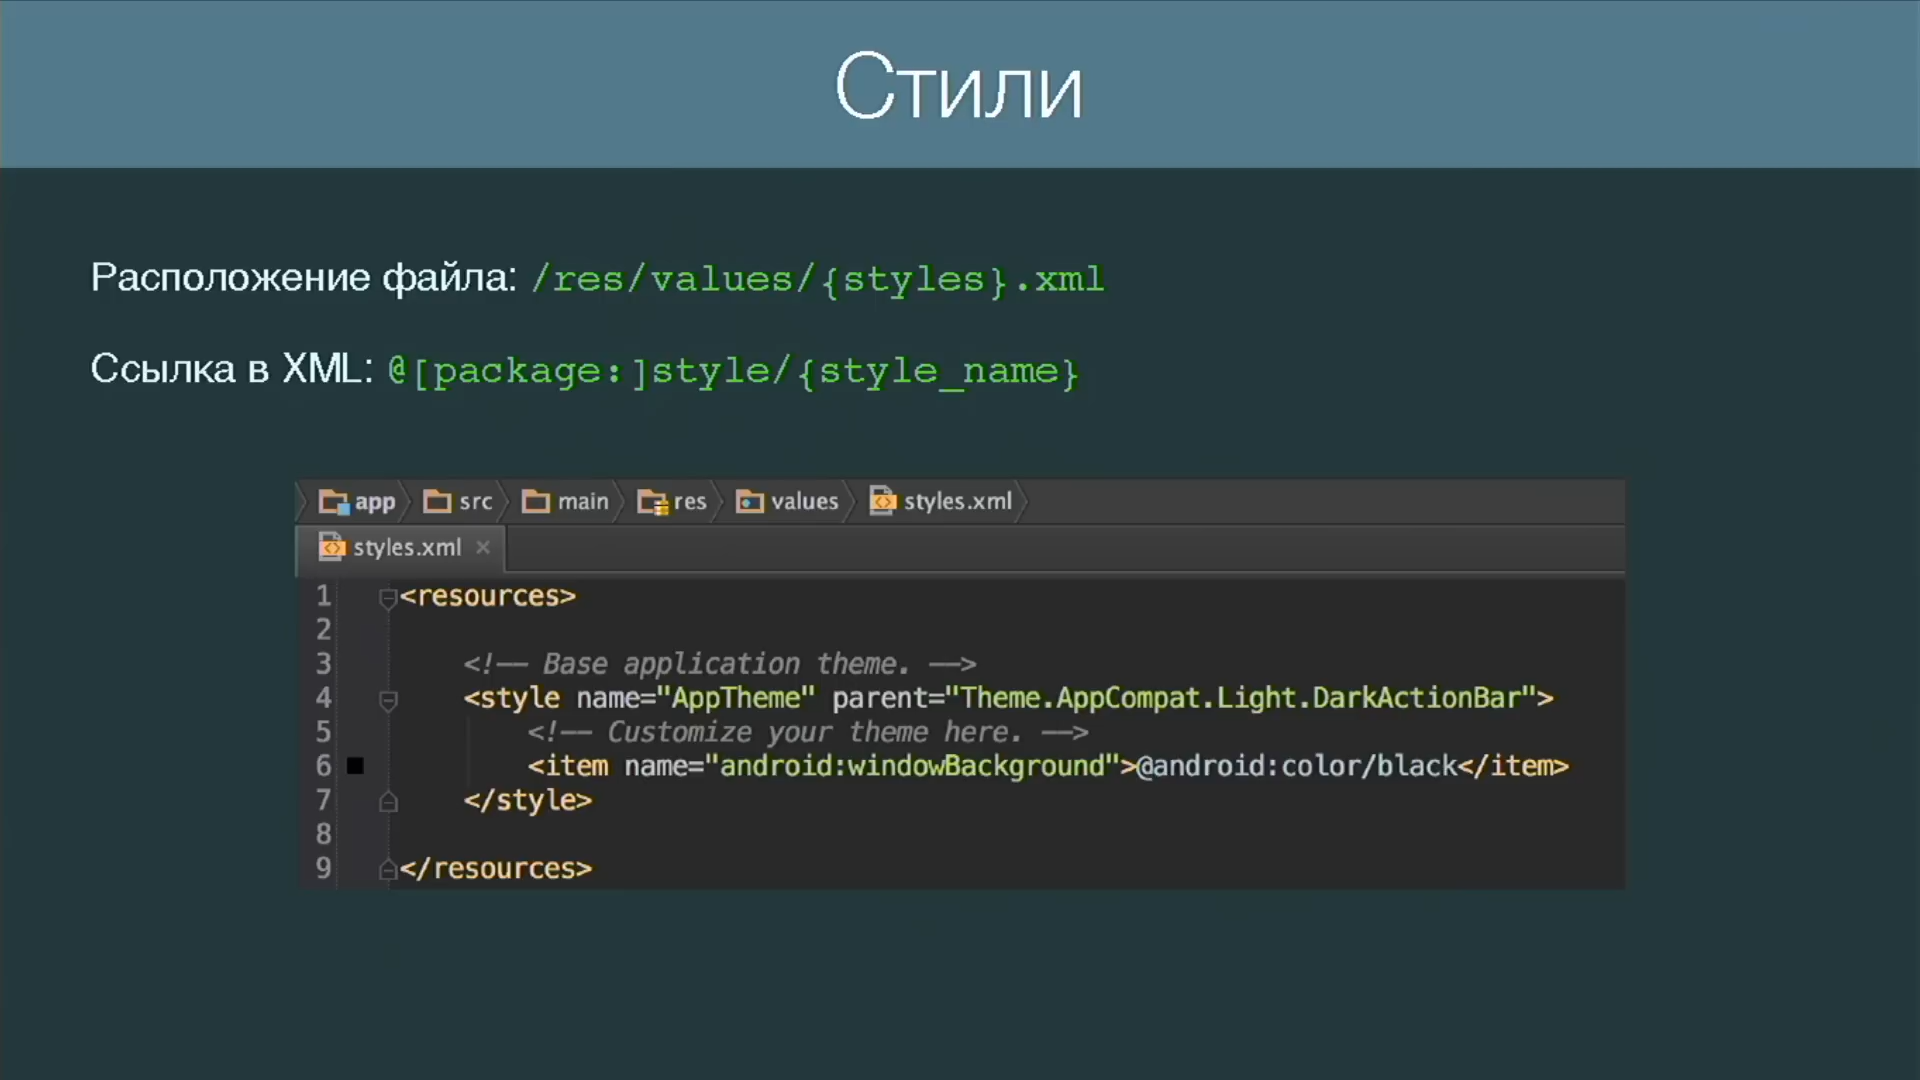 Стили
Расположение файла: /res/values/{styles}.xml
Ссылка в XML: @[package:]style/{style_name}
app src main res values styles.xml
styles.xml ×
1 <resources>
2
3 <!-- Base application theme. -->
4 <style name="AppTheme" parent="Theme.AppCompat.Light.DarkActionBar">
5 <!-- Customize your theme here. -->
6 <item name="android:windowBackground">@android:color/black</item>
7 </style>
8
9 </resources>